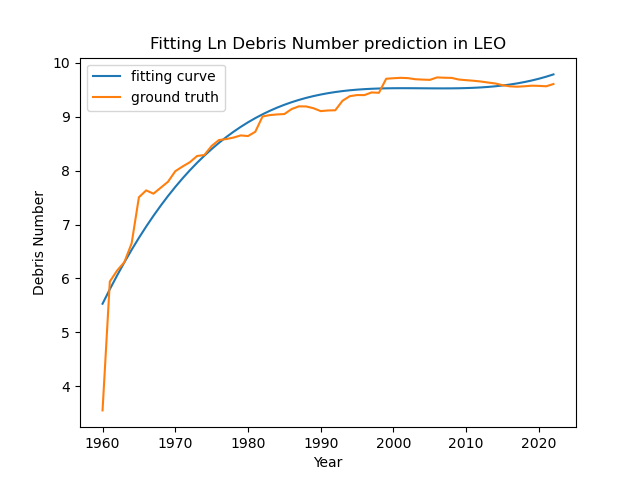 Fitting Ln Debris Number prediction in LEO
fitting curve
ground truth
Debris Number
10
9
8
7
6
5
4
1960 1970 1980 1990 2000 2010 2020
Year